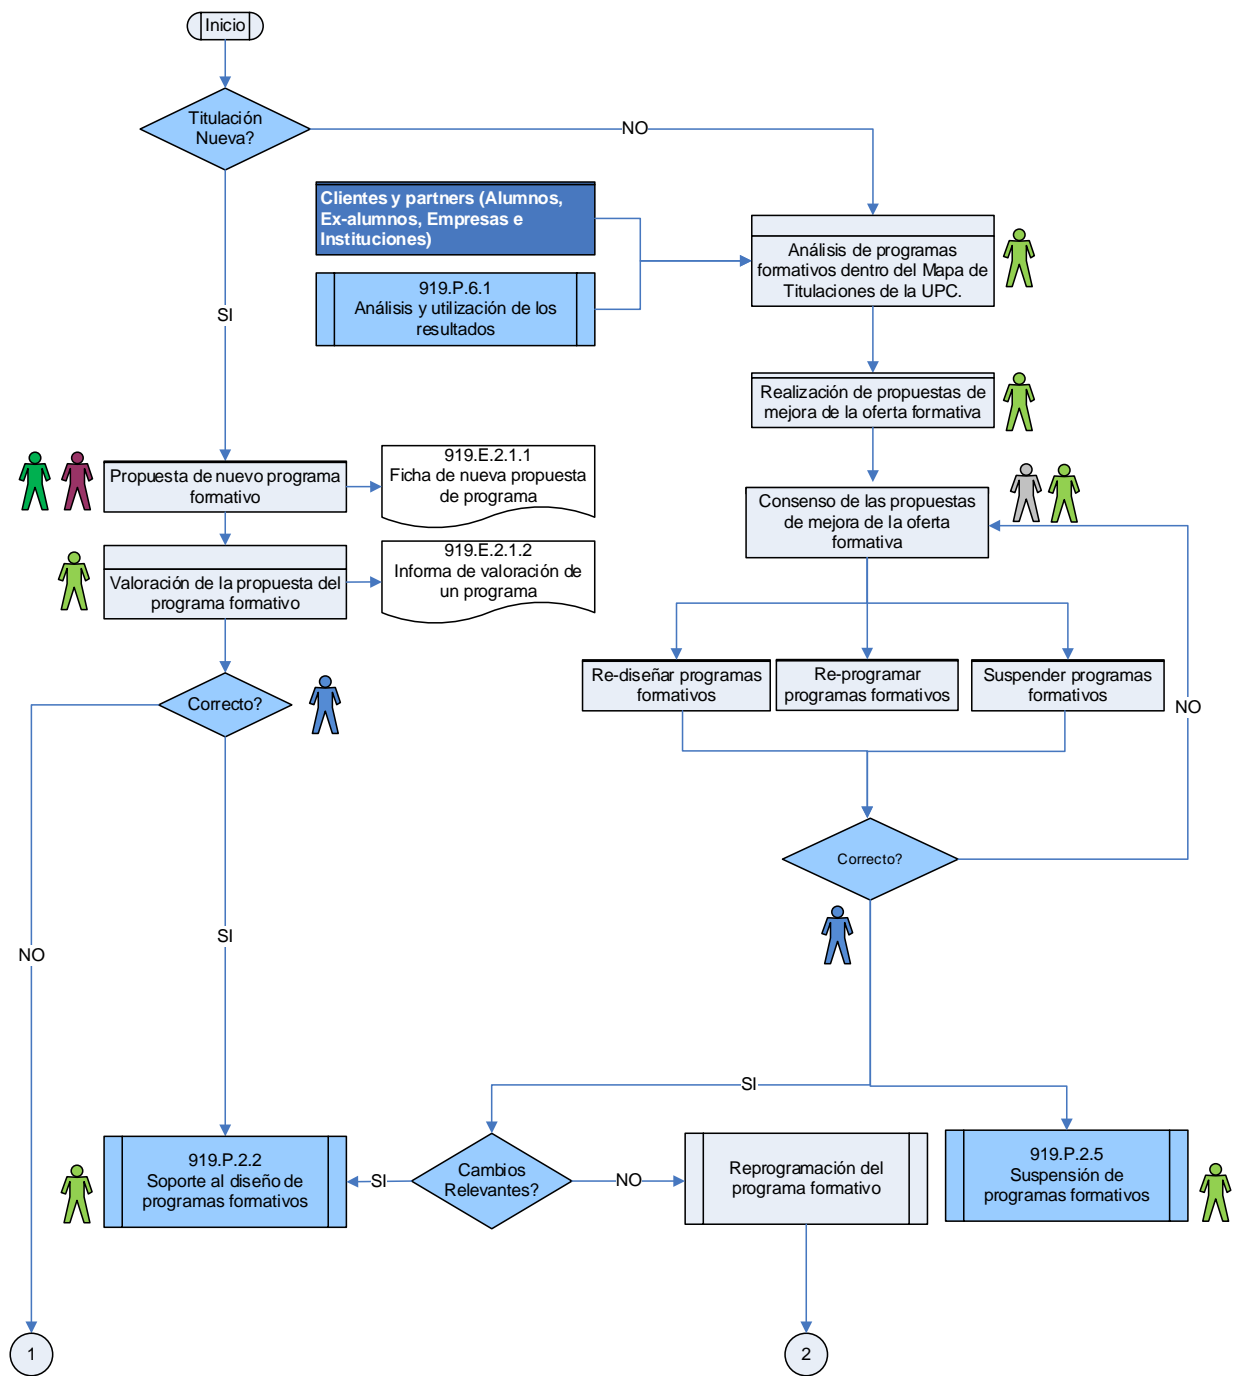 Inicio
Titulación
Nueva?
NO
Clientes y partners (Alumnos,
Ex-alumnos, Empresas e
Instituciones)
Análisis de programas
formativos dentro del Mapa de
Titulaciones de la UPC.
919.P.6.1
Análisis y utilización de los
resultados
SI
Realización de propuestas de
mejora de la oferta formativa
Propuesta de nuevo programa
formativo
919.E.2.1.1
Ficha de nueva propuesta
de programa
Consenso de las propuestas
de mejora de la oferta
formativa
Valoración de la propuesta del
programa formativo
919.E.2.1.2
Informa de valoración de
un programa
Re-diseñar programas
formativos
Re-programar
programas formativos
Suspender programas
formativos
Correcto?
NO
Correcto?
SI
NO
SI
919.P.2.2
Soporte al diseño de
programas formativos
SI
Cambios
Relevantes?
NO
Reprogramación del
programa formativo
919.P.2.5
Suspensión de
programas formativos
1
2